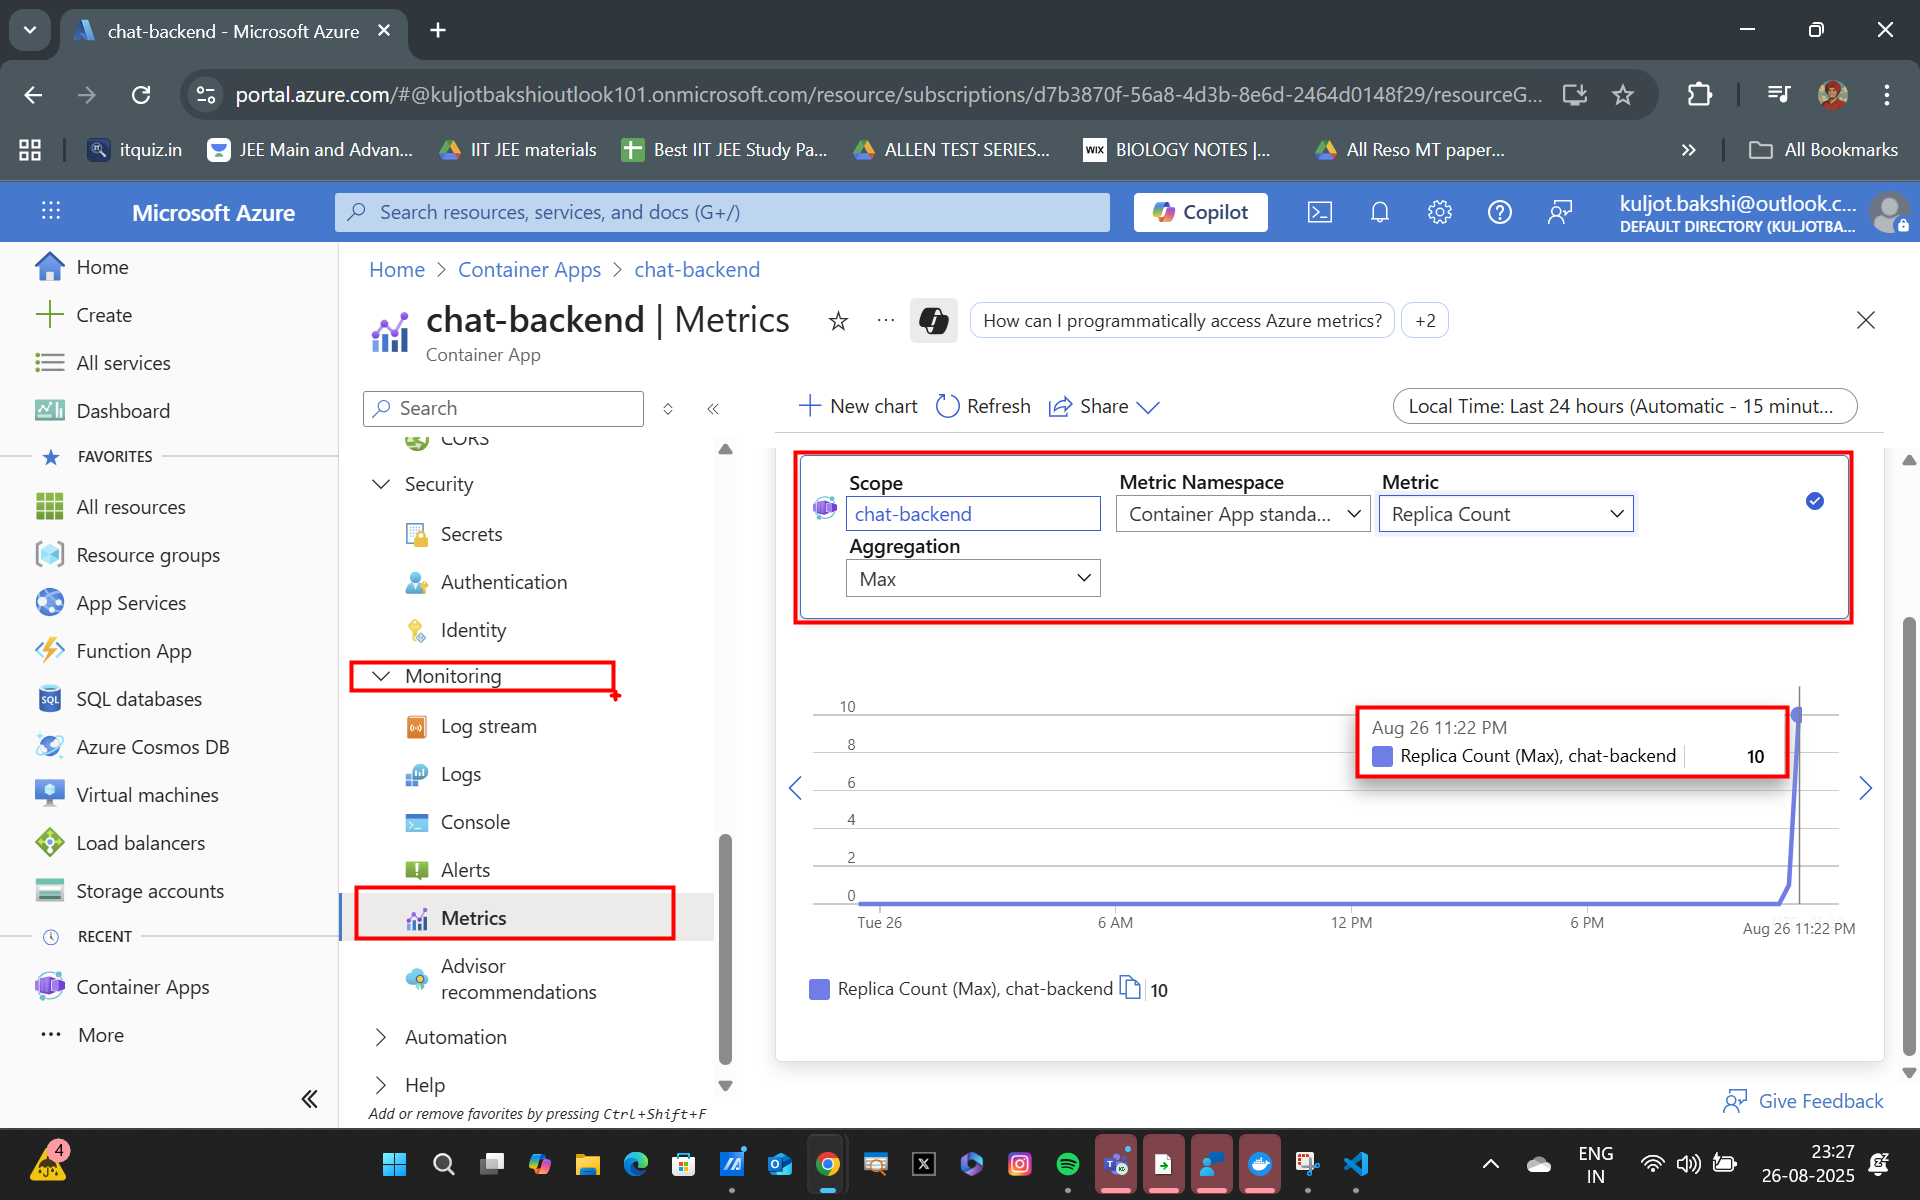 chat-backend - Microsoft Azure
portal.azure.com/#@kuljotbakshioutlook101.onmicrosoft.com/resource/subscriptions/d7b3870f-56a8-4d3b-8e6d-2464d0148f29/resourceG...
itquiz.in
JEE Main and Advan...
IIT JEE materials
Best IIT JEE Study Pa...
ALLEN TEST SERIES...
WIX
BIOLOGY NOTES |...
All Reso MT paper...
All Bookmarks
Microsoft Azure
Search resources, services, and docs (G+/)
Copilot
kuljot.bakshi@outlook.c...
DEFAULT DIRECTORY (KULJOTBA...
Home
Create
All services
Dashboard
FAVORITES
All resources
Resource groups
App Services
Function App
SQL
SQL databases
Azure Cosmos DB
Virtual machines
Load balancers
Storage accounts
RECENT
Container Apps
More
Home > Container Apps > chat-backend
chat-backend | Metrics
Container App
How can I programmatically access Azure metrics?
+2
Search
CORS
Security
Secrets
Authentication
Identity
Monitoring
Log stream
Logs
Console
Alerts
Metrics
Advisor
recommendations
Automation
Help
Add or remove favorites by pressing Ctrl+Shift+F
New chart
Refresh
Share
Local Time: Last 24 hours (Automatic - 15 minut...
Scope
chat-backend
Metric Namespace
Container App standa...
Metric
Replica Count
Aggregation
Max
10
8
6
4
2
0
Aug 26 11:22 PM
Replica Count (Max), chat-backend 10
Tue 26
6 AM
12 PM
6 PM
Aug 26 11:22 PM
Replica Count (Max), chat-backend 10
Give Feedback
4
ENG
IN
23:27
26-08-2025